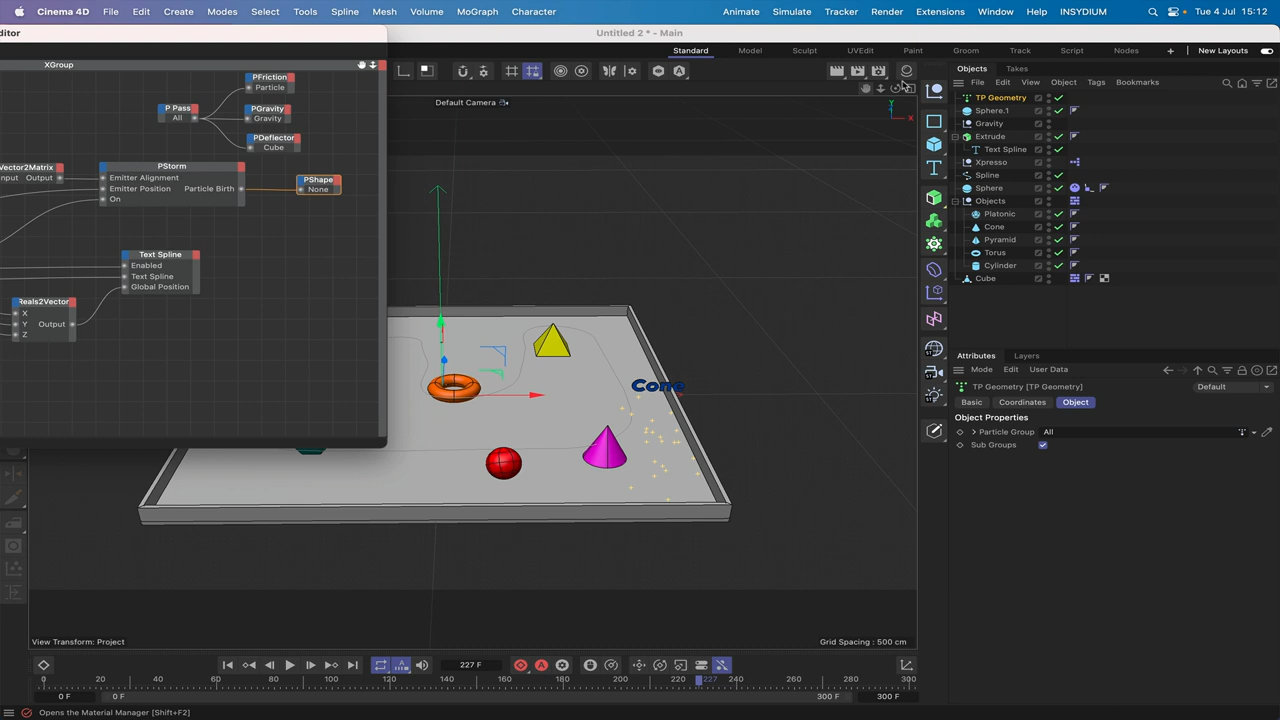 Cinema 4D File Edit Create Modes Select Tools Spline Mesh Volume MoGraph Character Animate Simulate Tracker Render Extensions Window Help INSYDIUM Tue 4 Jul 15:12
ditor
Untitled 2 * - Main
Standard Model Sculpt UVEdit Paint Groom Track Script Nodes New Layouts
XGroup
Objects Takes
File Edit View Object Tags Bookmarks
Default Camera
Y
X
PFriction
Particle
P Pass
All
PGravity
Gravity
PDeflector
Cube
Vector2Matrix
nput Output
PStorm
Emitter Alignment
Emitter Position Particle Birth
On
PShape
None
Text Spline
Enabled
Text Spline
Global Position
Reals2Vector
X
Y Output
Z
Cone
TP Geometry
Sphere.1
Gravity
Extrude
Text Spline
Xpresso
Spline
Sphere
Objects
Platonic
Cone
Pyramid
Torus
Cylinder
Cube
Attributes Layers
Mode Edit User Data
TP Geometry [TP Geometry] Default
Basic Coordinates Object
Object Properties
Particle Group All
Sub Groups
View Transform: Project Grid Spacing : 500 cm
227 F
0 20 40 60 80 100 120 140 160 180 200 227 240 260 280 300
0 F 0 F 300 F 300 F
Opens the Material Manager [Shift+F2]